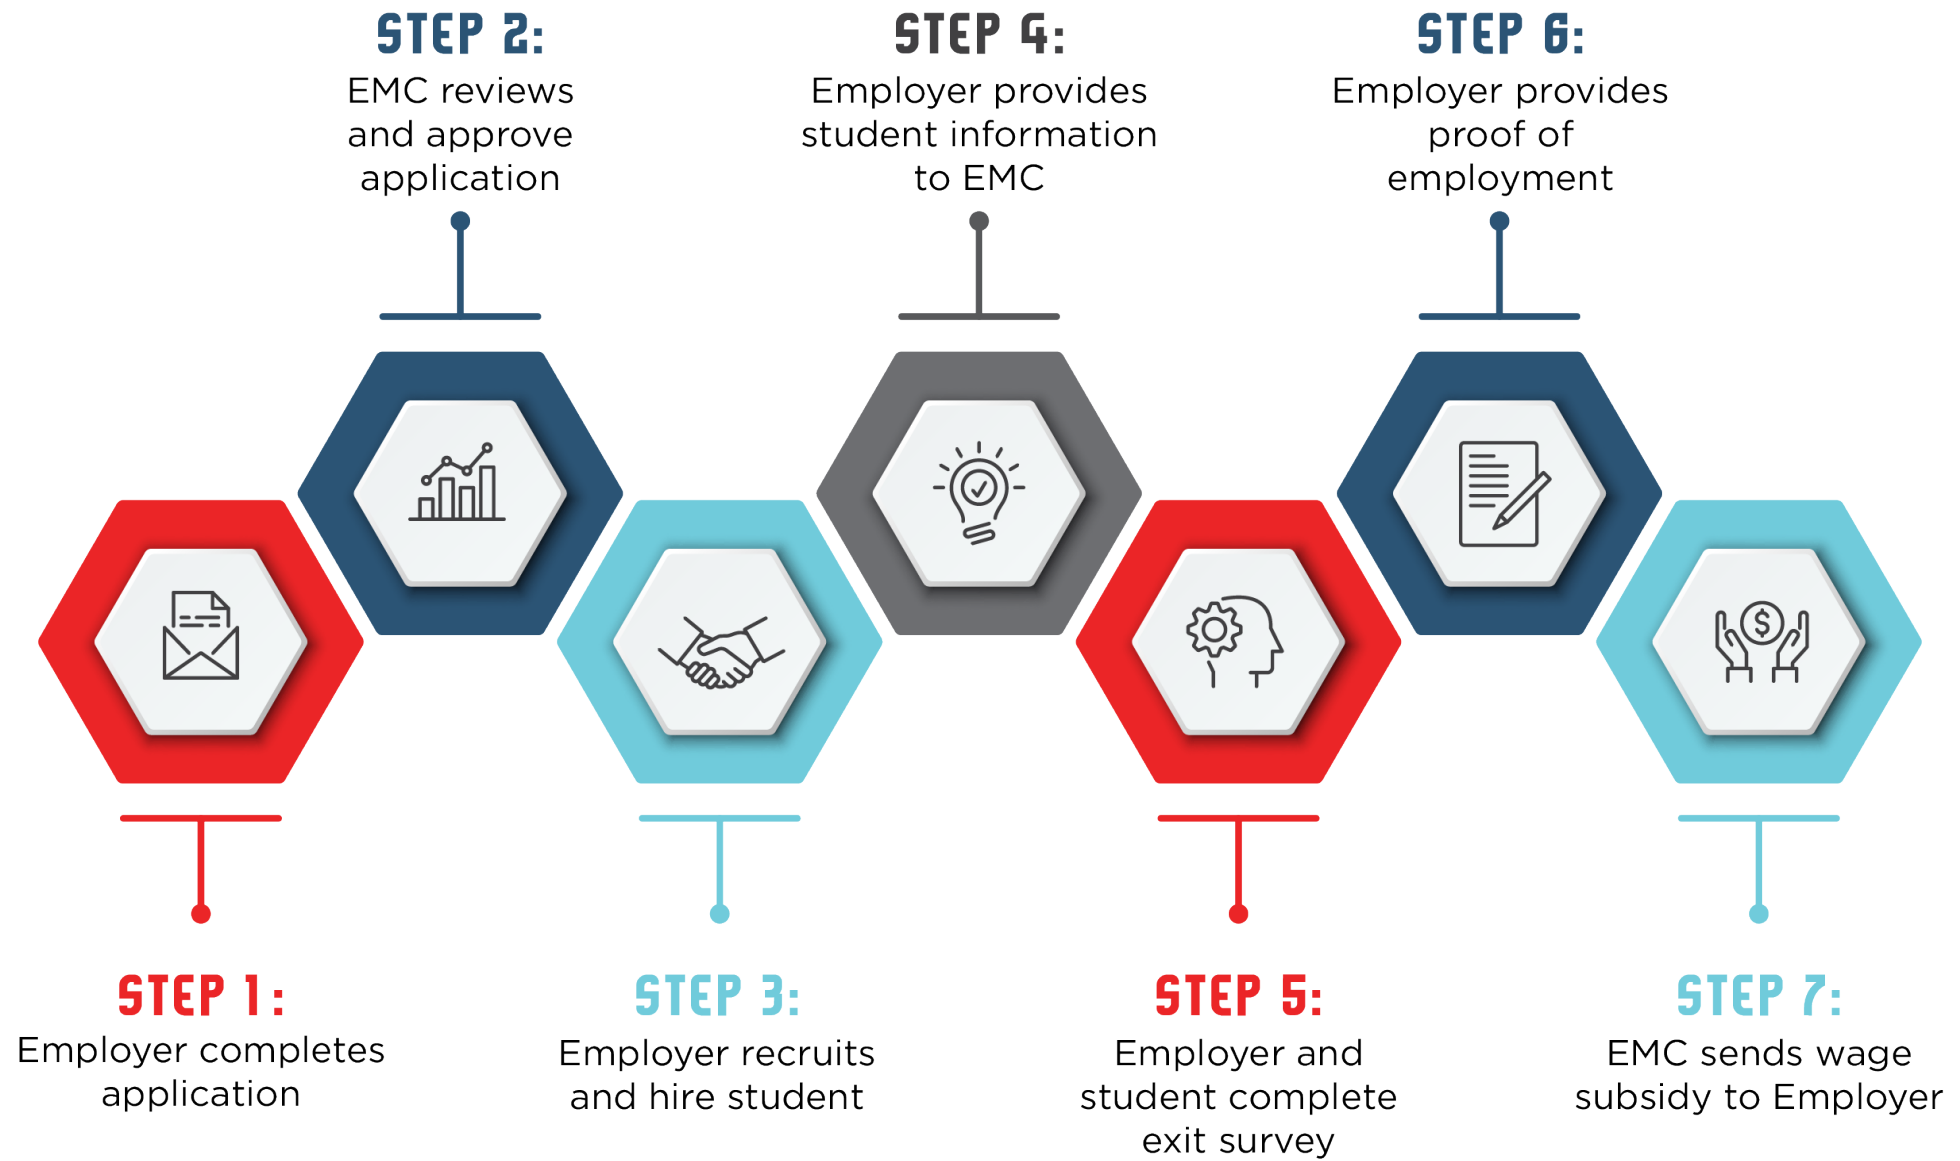 STEP 1:
Employer completes
application
STEP 2:
EMC reviews
and approve
application
STEP 3:
Employer recruits
and hire student
STEP 4:
Employer provides
student information
to EMC
STEP 5:
Employer and
student complete
exit survey
STEP 6:
Employer provides
proof of
employment
STEP 7:
EMC sends wage
subsidy to Employer
$